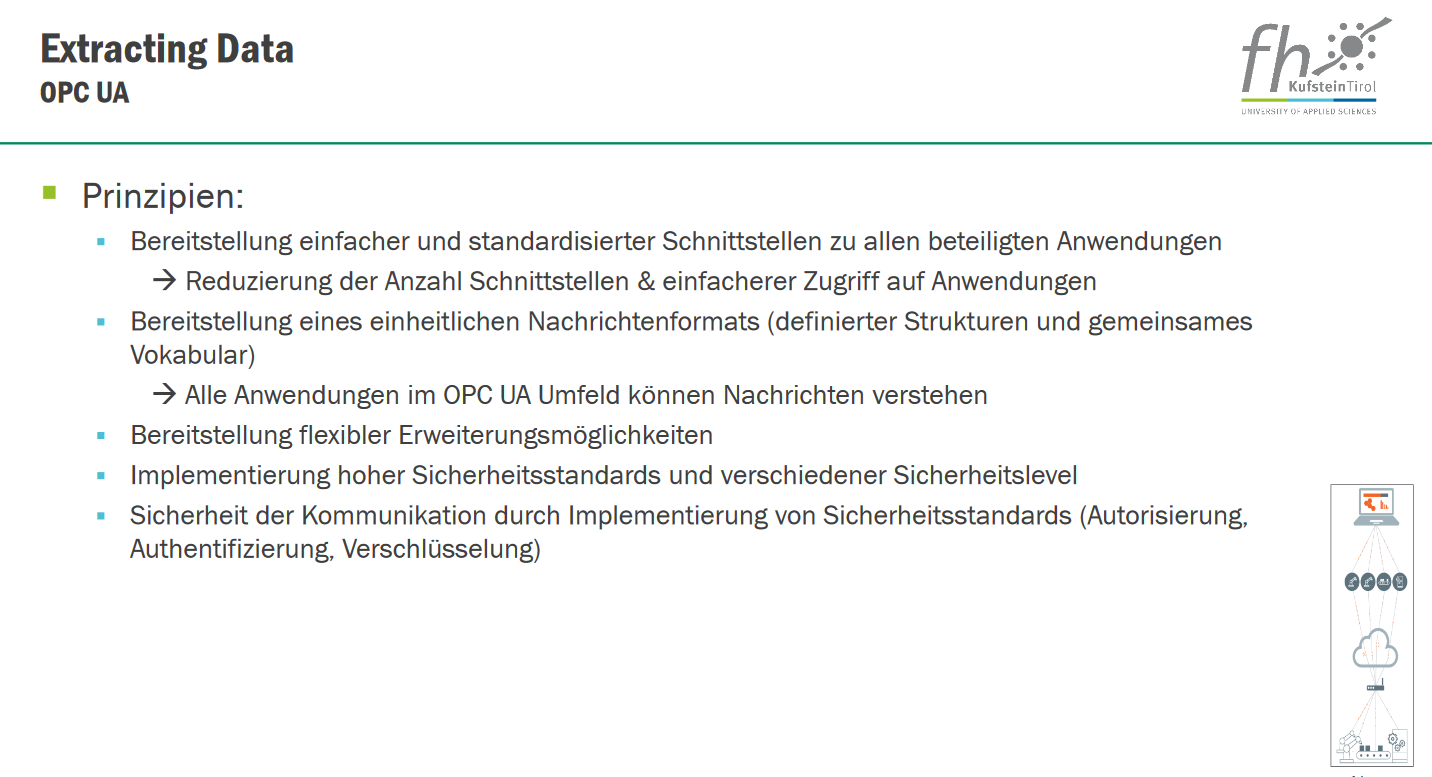 Extracting Data
OPC UA
fh
KufsteinTirol
UNIVERSITY OF APPLIED SCIENCES
Prinzipien:
Bereitstellung einfacher und standardisierter Schnittstellen zu allen beteiligten Anwendungen
→ Reduzierung der Anzahl Schnittstellen & einfacherer Zugriff auf Anwendungen
Bereitstellung eines einheitlichen Nachrichtenformats (definierter Strukturen und gemeinsames
Vokabular)
→ Alle Anwendungen im OPC UA Umfeld können Nachrichten verstehen
Bereitstellung flexibler Erweiterungsmöglichkeiten
Implementierung hoher Sicherheitsstandards und verschiedener Sicherheitslevel
Sicherheit der Kommunikation durch Implementierung von Sicherheitsstandards (Autorisierung,
Authentifizierung, Verschlüsselung)